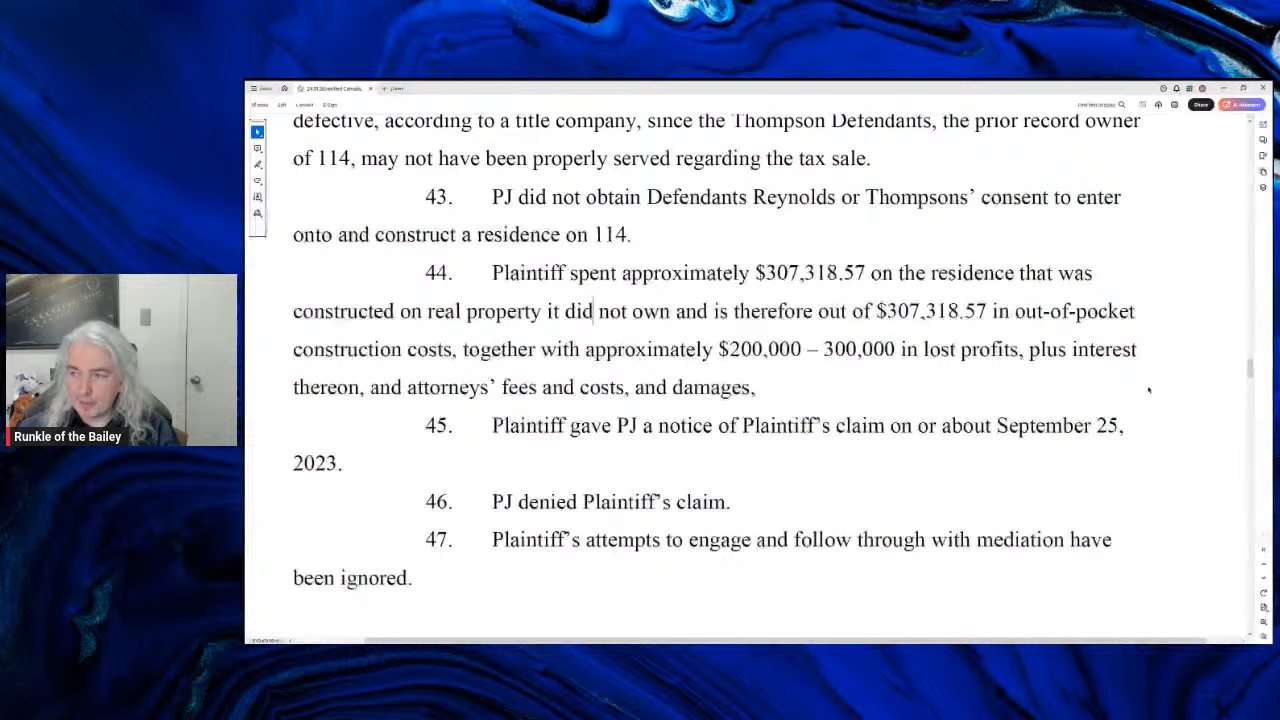 Share
defective, according to a title company, since the Thompson Defendants, the prior record owner
of 114, may not have been properly served regarding the tax sale.
43. PJ did not obtain Defendants Reynolds or Thompsons’ consent to enter
onto and construct a residence on 114.
44. Plaintiff spent approximately $307,318.57 on the residence that was
constructed on real property it did not own and is therefore out of $307,318.57 in out-of-pocket
construction costs, together with approximately $200,000 – 300,000 in lost profits, plus interest
thereon, and attorneys’ fees and costs, and damages,
45. Plaintiff gave PJ a notice of Plaintiff’s claim on or about September 25,
2023.
46. PJ denied Plaintiff’s claim.
47. Plaintiff’s attempts to engage and follow through with mediation have
been ignored.
Runkle of the Bailey